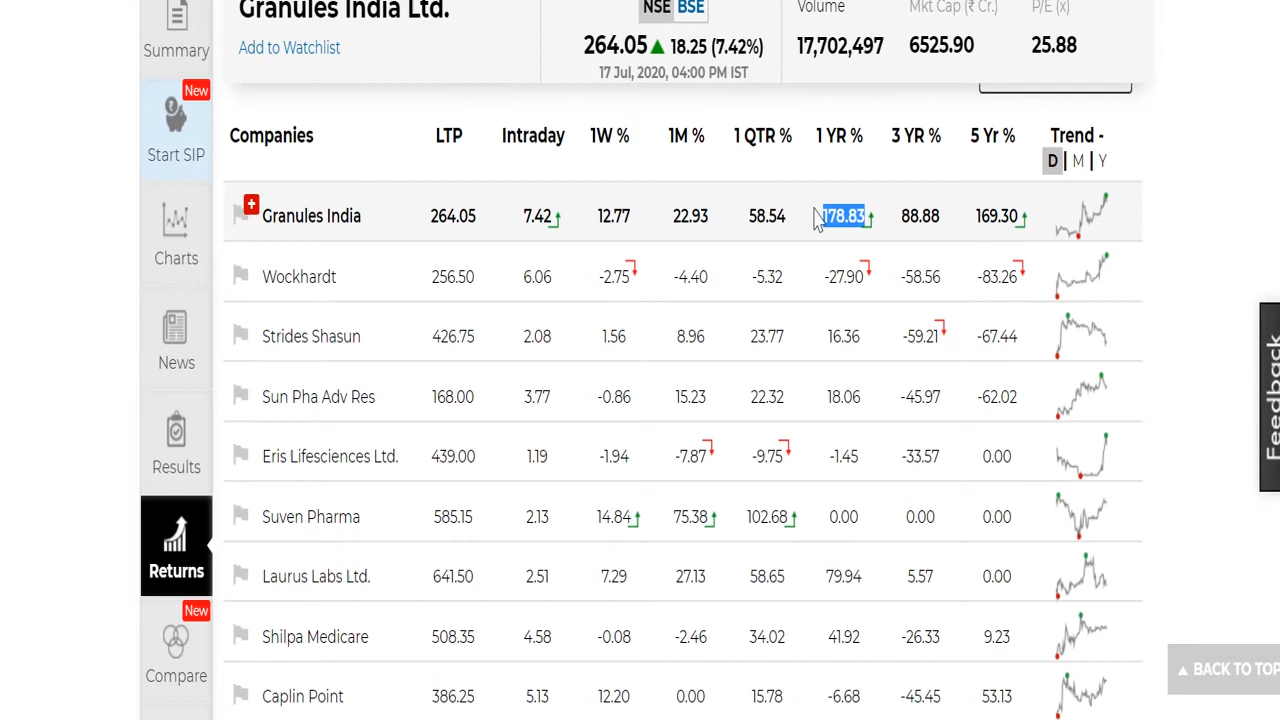 Granules India Ltd.
Add to Watchlist
NSE BSE
264.05 18.25 (7.42%)
17 Jul, 2020, 04:00 PM IST
Volume
17,702,497
Mkt Cap (₹ Cr.)
6525.90
P/E (x)
25.88
Summary
New
Start SIP
Charts
News
Results
Returns
New
Compare
Companies LTP Intraday 1W % 1M % 1 QTR % 1 YR % 3 YR % 5 Yr % Trend -
D | M | Y
Granules India 264.05 7.42 12.77 22.93 58.54 178.83 88.88 169.30
Wockhardt 256.50 6.06 -2.75 -4.40 -5.32 -27.90 -58.56 -83.26
Strides Shasun 426.75 2.08 1.56 8.96 23.77 16.36 -59.21 -67.44
Sun Pha Adv Res 168.00 3.77 -0.86 15.23 22.32 18.06 -45.97 -62.02
Eris Lifesciences Ltd. 439.00 1.19 -1.94 -7.87 -9.75 -1.45 -33.57 0.00
Suven Pharma 585.15 2.13 14.84 75.38 102.68 0.00 0.00 0.00
Laurus Labs Ltd. 641.50 2.51 7.29 27.13 58.65 79.94 5.57 0.00
Shilpa Medicare 508.35 4.58 -0.08 -2.46 34.02 41.92 -26.33 9.23
Caplin Point 386.25 5.13 12.20 0.00 15.78 -6.68 -45.45 53.13
Feedback
▲ BACK TO TOP